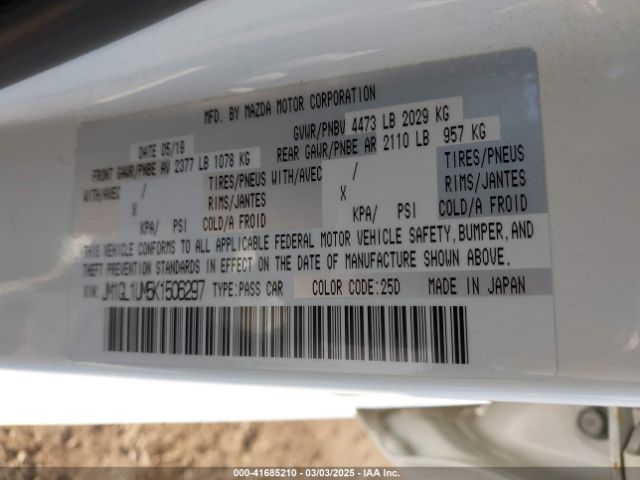 MFD. BY MAZDA MOTOR CORPORATION
DATE 05/19 GVWR/PNBV 4473 LB 2029 KG
FRONT GAWR/PNBE AV 2377 LB 1078 KG REAR GAWR/PNBE AR 2110 LB 957 KG
WITH/AVEC / TIRES/PNEUS WITH/AVEC / TIRES/PNEUS
X RIMS/JANTES X RIMS/JANTES
KPA/ PSI COLD/A FROID KPA/ PSI COLD/A FROID
THIS VEHICLE CONFORMS TO ALL APPLICABLE FEDERAL MOTOR VEHICLE SAFETY, BUMPER, AND
THEFT PREVENTION STANDARDS IN EFFECT ON THE DATE OF MANUFACTURE SHOWN ABOVE.
VIN: JM1GL1UM5K1506297 TYPE: PASS CAR COLOR CODE: 25D MADE IN JAPAN
000-41685210 - 03/03/2025 - IAA Inc.